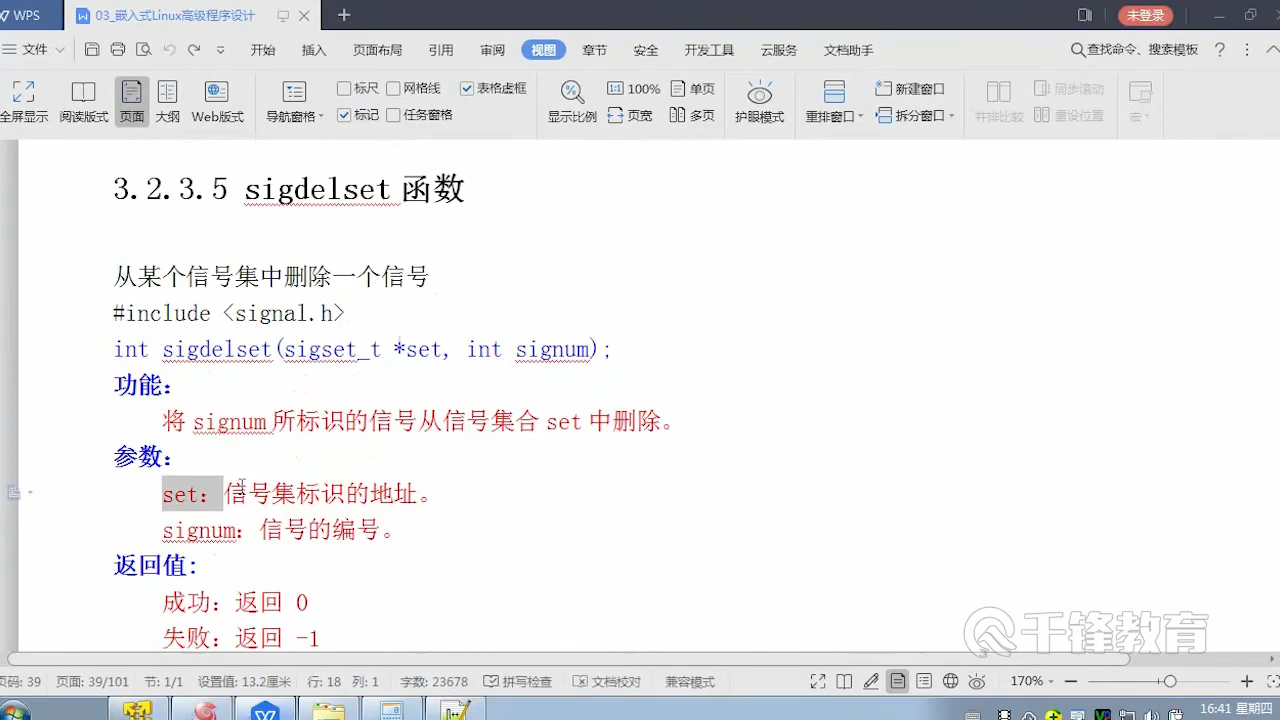 WPS
03_嵌入式Linux高级程序设计
未登录
文件
开始
插入
页面布局
引用
审阅
视图
章节
安全
开发工具
云服务
文档助手
查找命令、搜索模板
全屏显示
阅读版式
页面
大纲
Web版式
导航窗格
标尺
网格线
表格虚框
标记
任务窗格
显示比例
100%
单页
页宽
多页
护眼模式
重排窗口
新建窗口
拆分窗口
并排比较
同步滚动
重设位置
宏
3.2.3.5 sigdelset 函数
从某个信号集中删除一个信号
#include <signal.h>
int sigdelset(sigset_t *set, int signum);
功能：
将 signum 所标识的信号从信号集合 set 中删除。
参数：
set：信号集标识的地址。
signum：信号的编号。
返回值:
成功：返回 0
失败：返回 -1
千锋教育
页码: 39
页面: 39/101
节: 1/1
设置值: 13.2厘米
行: 18
列: 1
字数: 23678
拼写检查
文档校对
兼容模式
170%
16:41 星期四